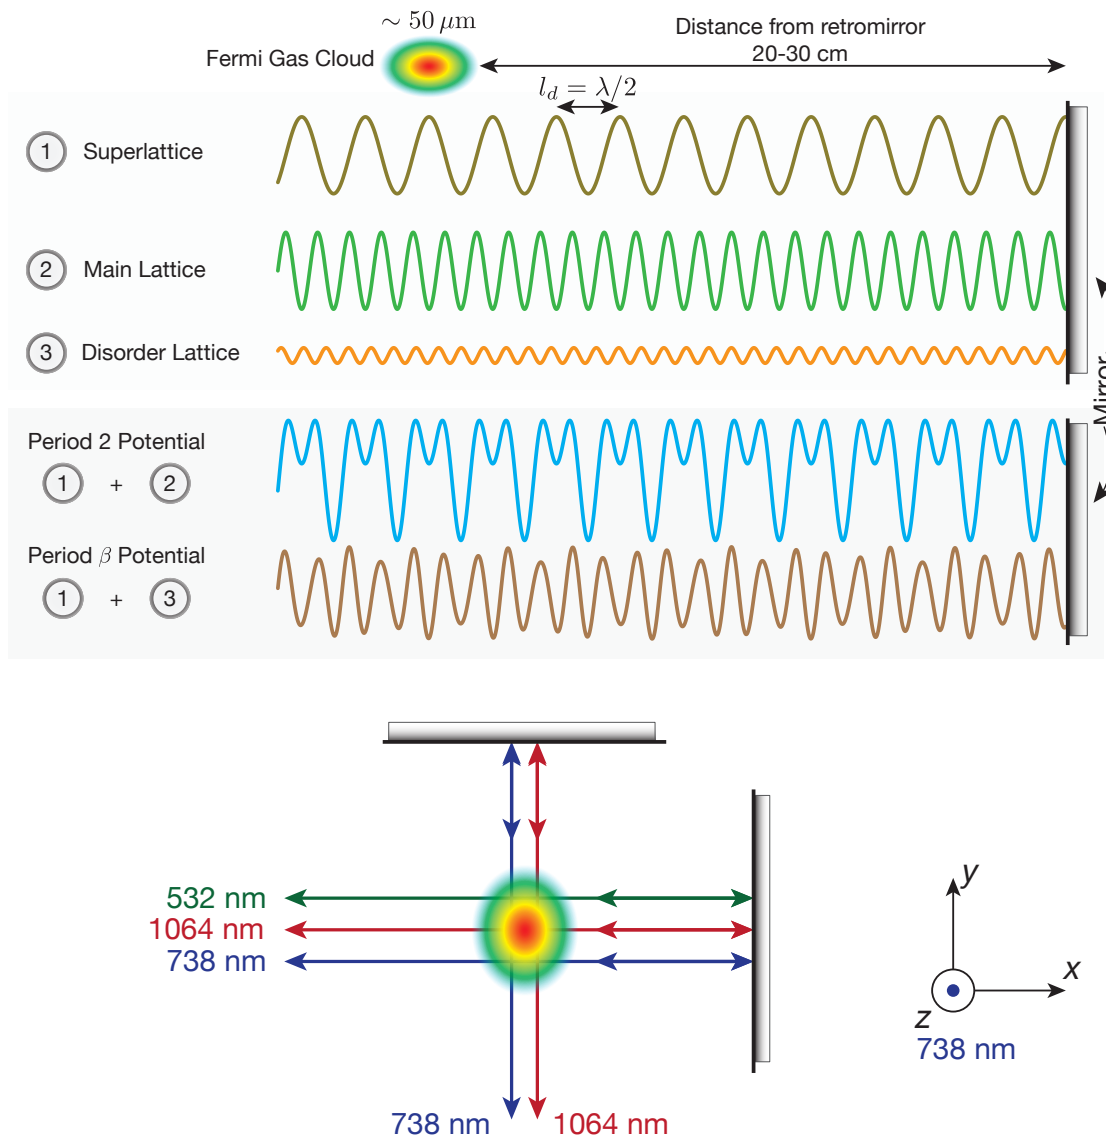 ∼ 50 μm
Fermi Gas Cloud
Distance from retromirror
20-30 cm
l_d = λ/2
1 Superlattice
2 Main Lattice
3 Disorder Lattice
Mirror
Period 2 Potential
1 + 2
Period β Potential
1 + 3
532 nm
1064 nm
738 nm
738 nm
1064 nm
y
x
z
738 nm